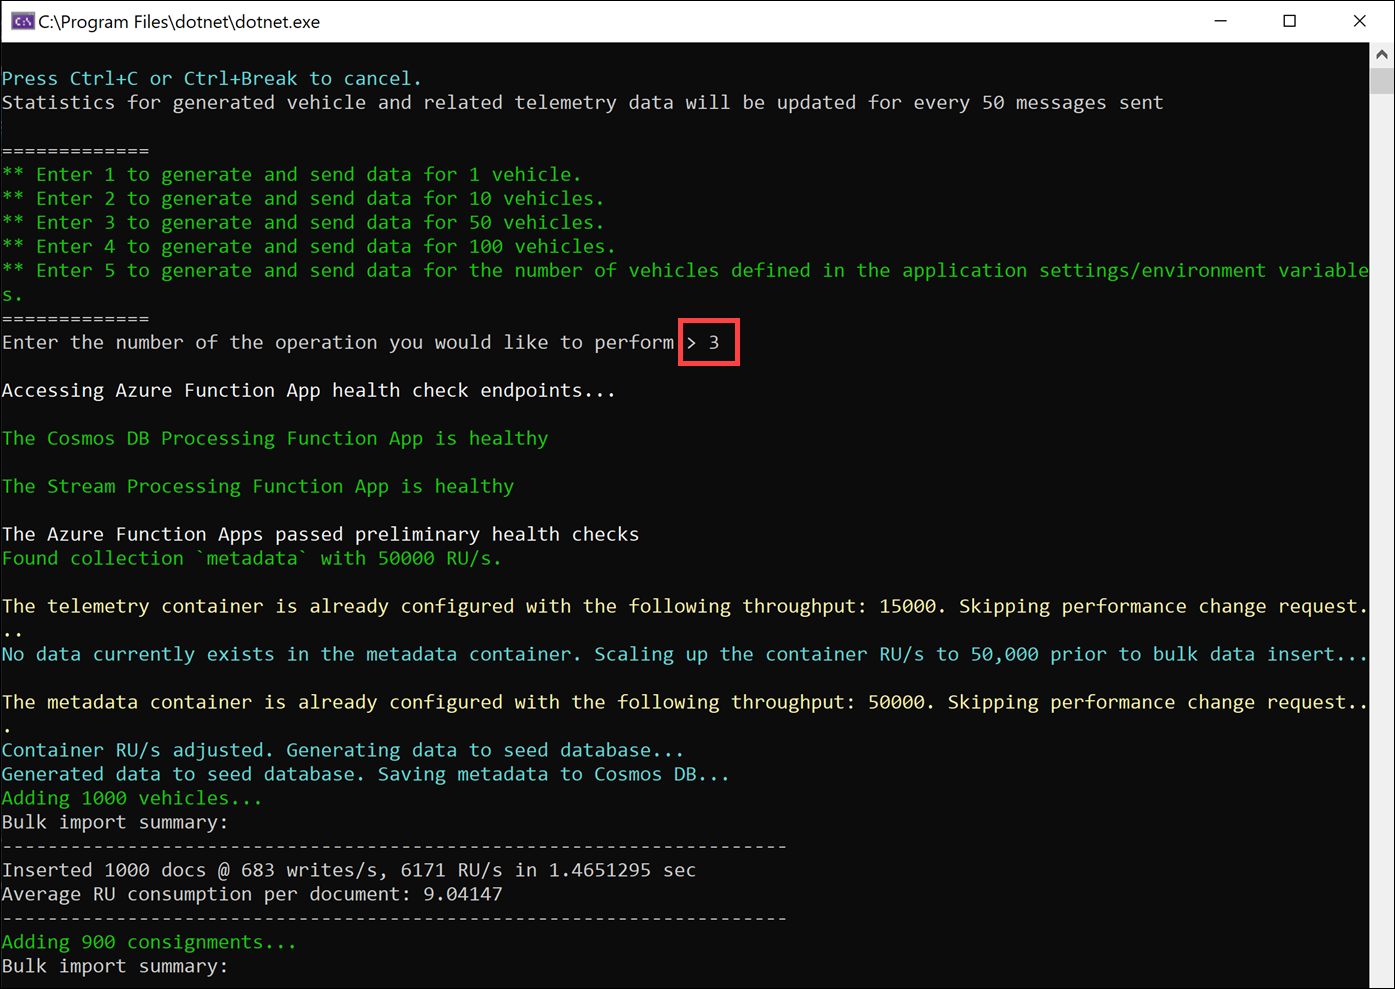 C:\Program Files\dotnet\dotnet.exe
Press Ctrl+C or Ctrl+Break to cancel.
Statistics for generated vehicle and related telemetry data will be updated for every 50 messages sent
=============
** Enter 1 to generate and send data for 1 vehicle.
** Enter 2 to generate and send data for 10 vehicles.
** Enter 3 to generate and send data for 50 vehicles.
** Enter 4 to generate and send data for 100 vehicles.
** Enter 5 to generate and send data for the number of vehicles defined in the application settings/environment variable
s.
=============
Enter the number of the operation you would like to perform > 3
Accessing Azure Function App health check endpoints...
The Cosmos DB Processing Function App is healthy
The Stream Processing Function App is healthy
The Azure Function Apps passed preliminary health checks
Found collection `metadata` with 50000 RU/s.
The telemetry container is already configured with the following throughput: 15000. Skipping performance change request.
..
No data currently exists in the metadata container. Scaling up the container RU/s to 50,000 prior to bulk data insert...
The metadata container is already configured with the following throughput: 50000. Skipping performance change request..
.
Container RU/s adjusted. Generating data to seed database...
Generated data to seed database. Saving metadata to Cosmos DB...
Adding 1000 vehicles...
Bulk import summary:
---------------------------------------------------------------------
Inserted 1000 docs @ 683 writes/s, 6171 RU/s in 1.4651295 sec
Average RU consumption per document: 9.04147
---------------------------------------------------------------------
Adding 900 consignments...
Bulk import summary: